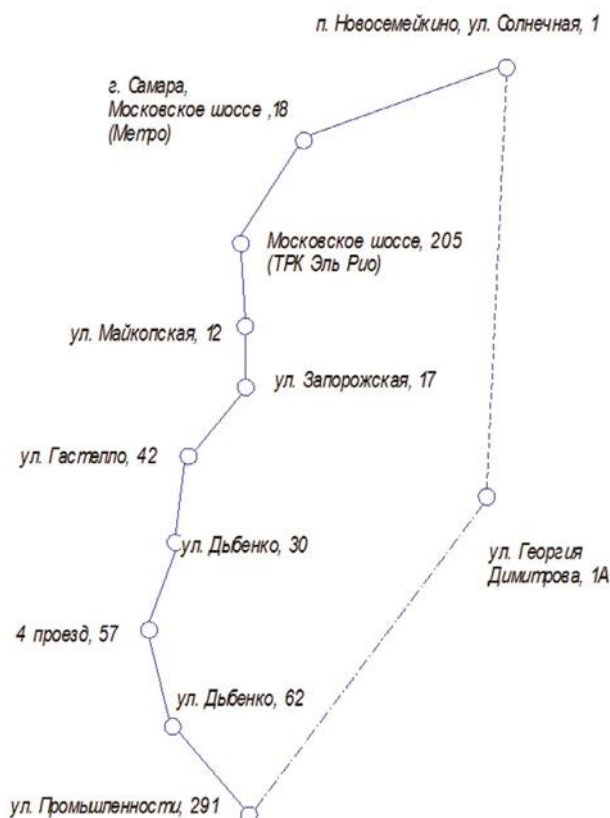 п. Новосемейкино, ул. Солнечная, 1
г. Самара,
Московское шоссе ,18
(Метро)
Московское шоссе, 205
(ТРК Эль Рио)
ул. Майкопская, 12
ул. Запорожская, 17
ул. Гастелло, 42
ул. Дьбенко, 30
ул. Георгия
Димитрова, 1А
4 проезд, 57
ул. Дьбенко, 62
ул. Промышленности, 291